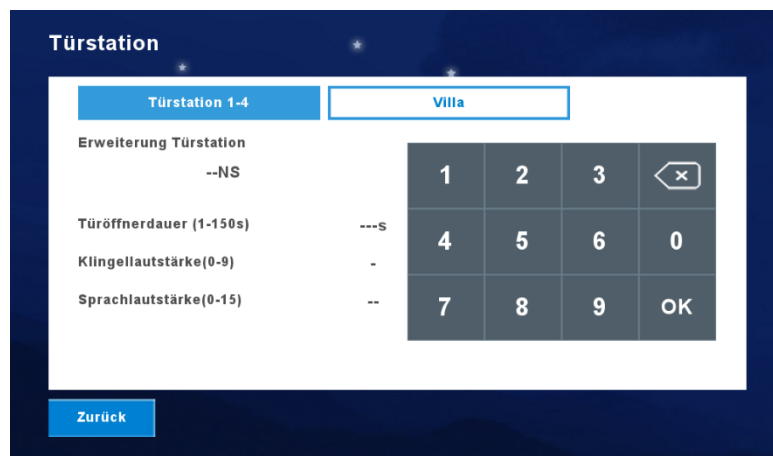 Türstation
Türstation 1-4
Villa
Erweiterung Türstation
--NS
Türöffnerdauer (1-150s) ---s
Klingellautstärke(0-9) -
Sprachlautstärke(0-15) --
1 2 3 ×
4 5 6 0
7 8 9 OK
Zurück